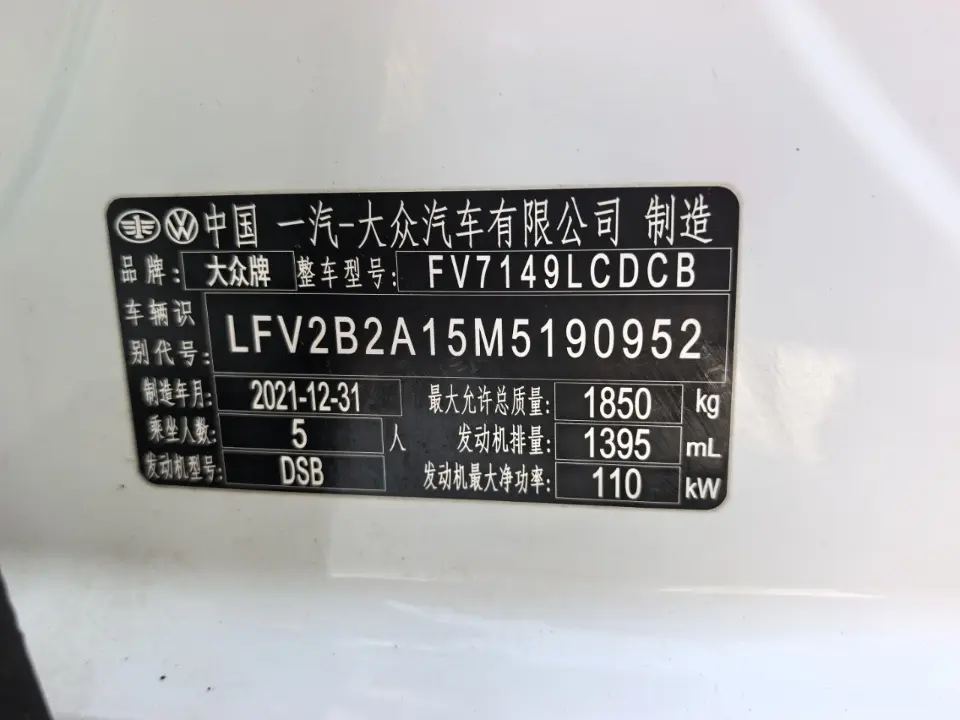 中国 一汽-大众汽车有限公司 制造
品牌: 大众牌 整车型号: FV7149LCDCB
车辆识别代号: LFV2B2A15M5190952
制造年月: 2021-12-31 最大允许总质量: 1850 kg
乘坐人数: 5 人 发动机排量: 1395 mL
发动机型号: DSB 发动机最大净功率: 110 kW